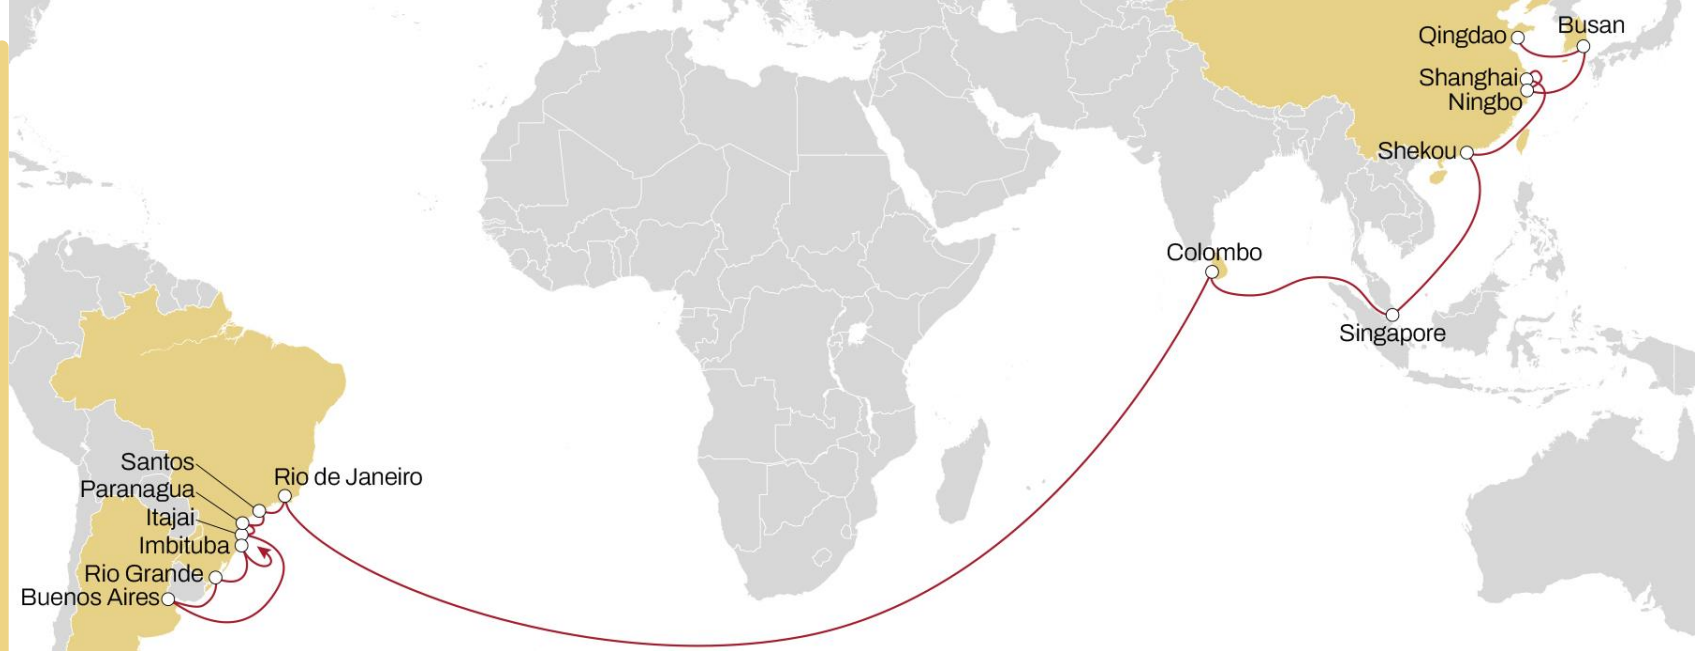 Qingdao
Busan
Shanghai
Ningbo
Shekou
Colombo
Singapore
Santos
Rio de Janeiro
Paranagua
Itajai
Imbituba
Rio Grande
Buenos Aires